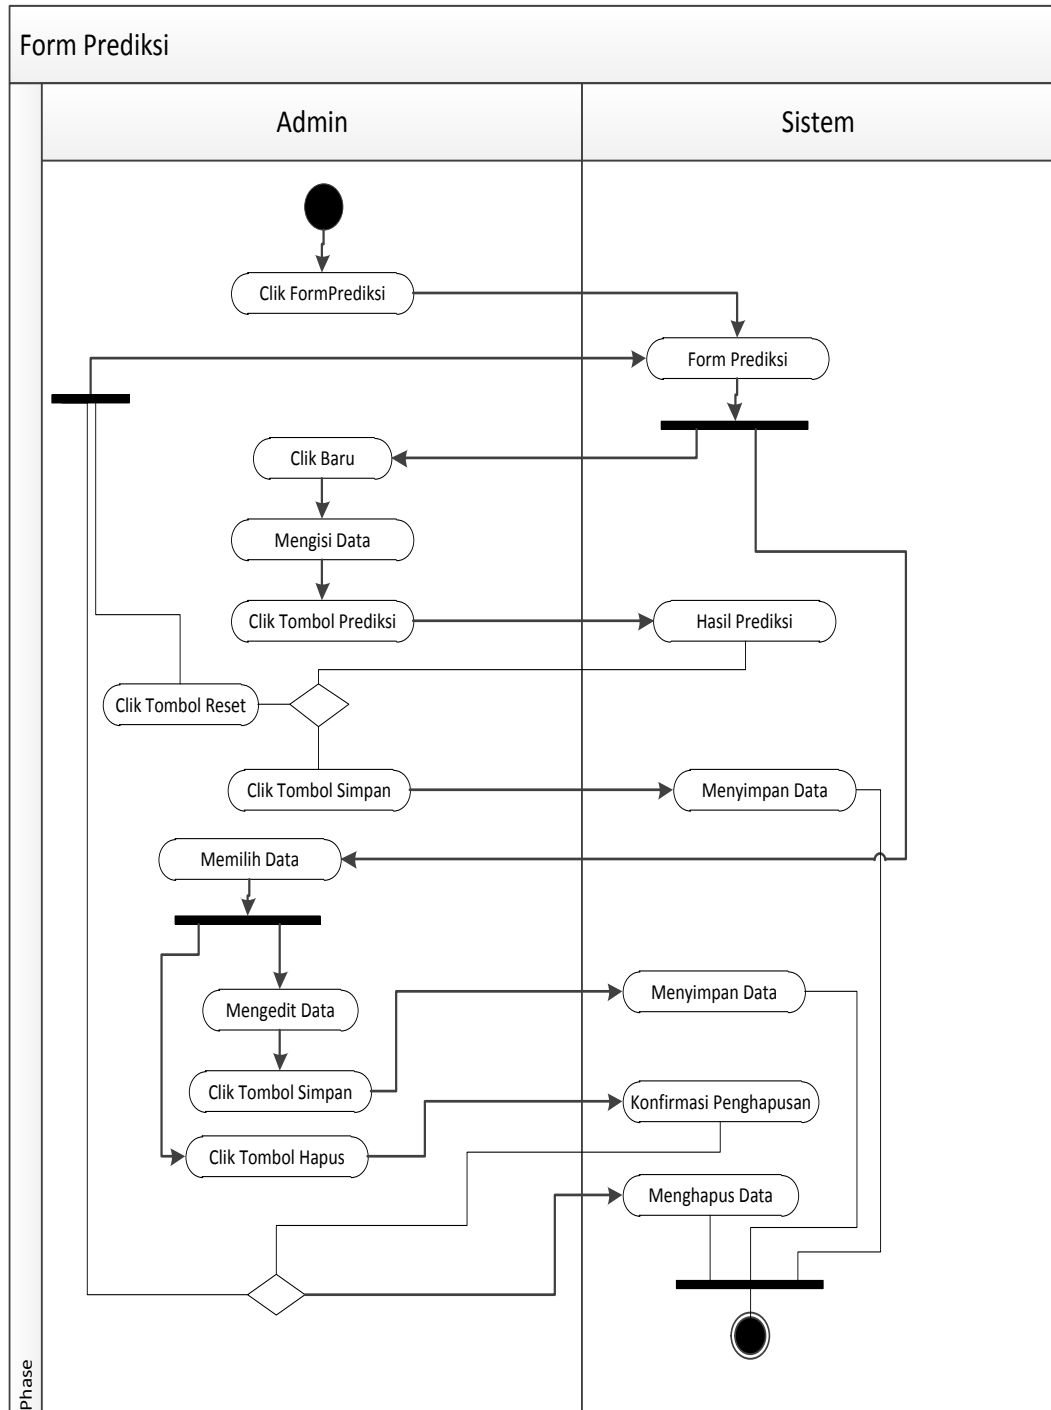 Form Prediksi
Admin
Sistem
Clik FormPrediksi
Form Prediksi
Clik Baru
Mengisi Data
Clik Tombol Prediksi
Hasil Prediksi
Clik Tombol Reset
Clik Tombol Simpan
Menyimpan Data
Memilih Data
Mengedit Data
Menyimpan Data
Clik Tombol Simpan
Konfirmasi Penghapusan
Clik Tombol Hapus
Menghapus Data
Phase